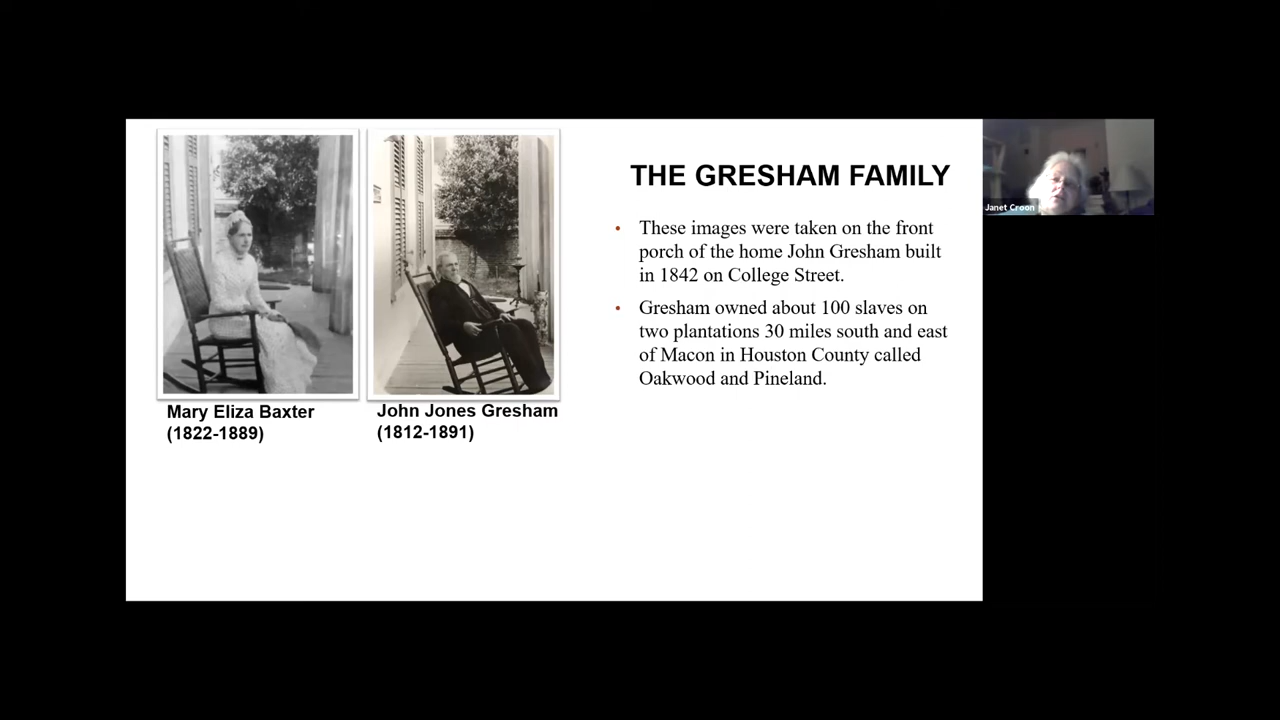 THE GRESHAM FAMILY
Janet Croon
• These images were taken on the front
porch of the home John Gresham built
in 1842 on College Street.
• Gresham owned about 100 slaves on
two plantations 30 miles south and east
of Macon in Houston County called
Oakwood and Pineland.
Mary Eliza Baxter
(1822-1889)
John Jones Gresham
(1812-1891)